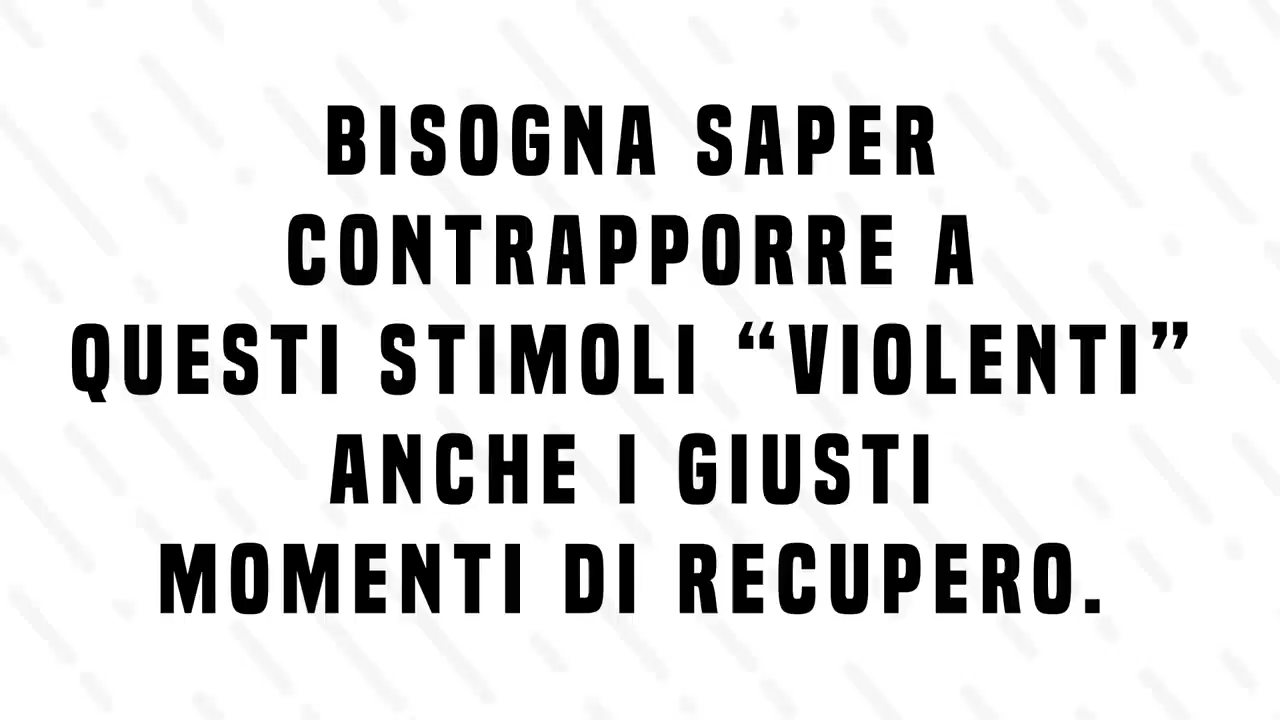 BISOGNA SAPER
CONTRAPPORRE A
QUESTI STIMOLI “VIOLENTI”
ANCHE I GIUSTI
MOMENTI DI RECUPERO.